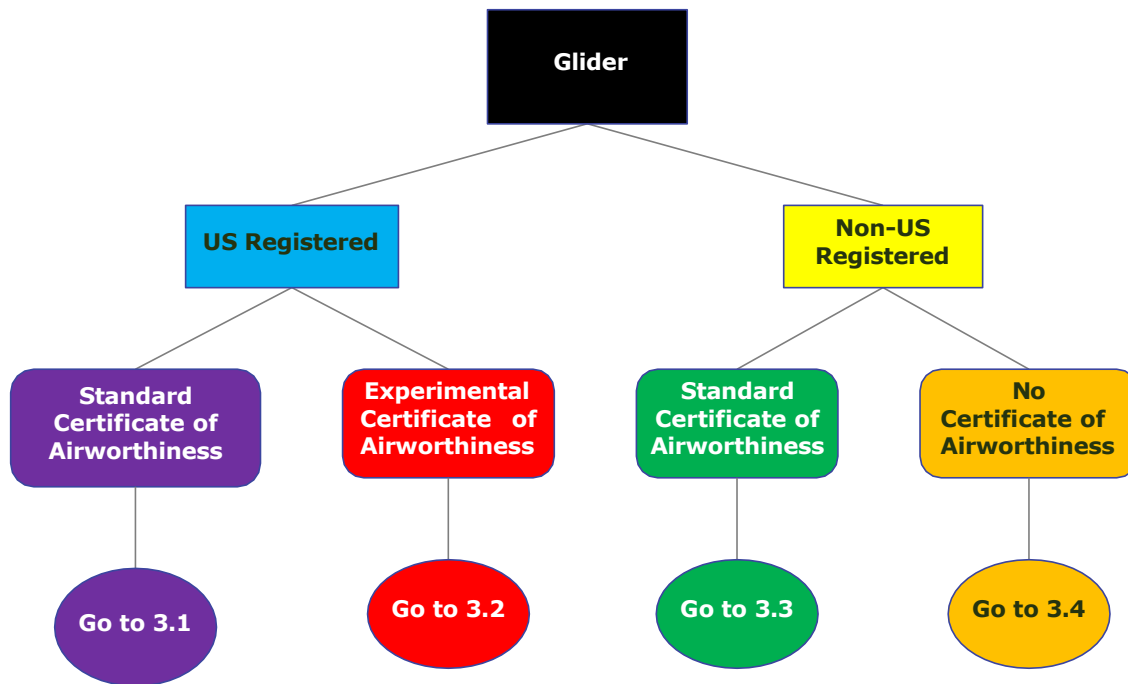 Glider
US Registered
Non-US
Registered
Standard
Certificate of
Airworthiness
Experimental
Certificate of
Airworthiness
Standard
Certificate of
Airworthiness
No
Certificate of
Airworthiness
Go to 3.1
Go to 3.2
Go to 3.3
Go to 3.4